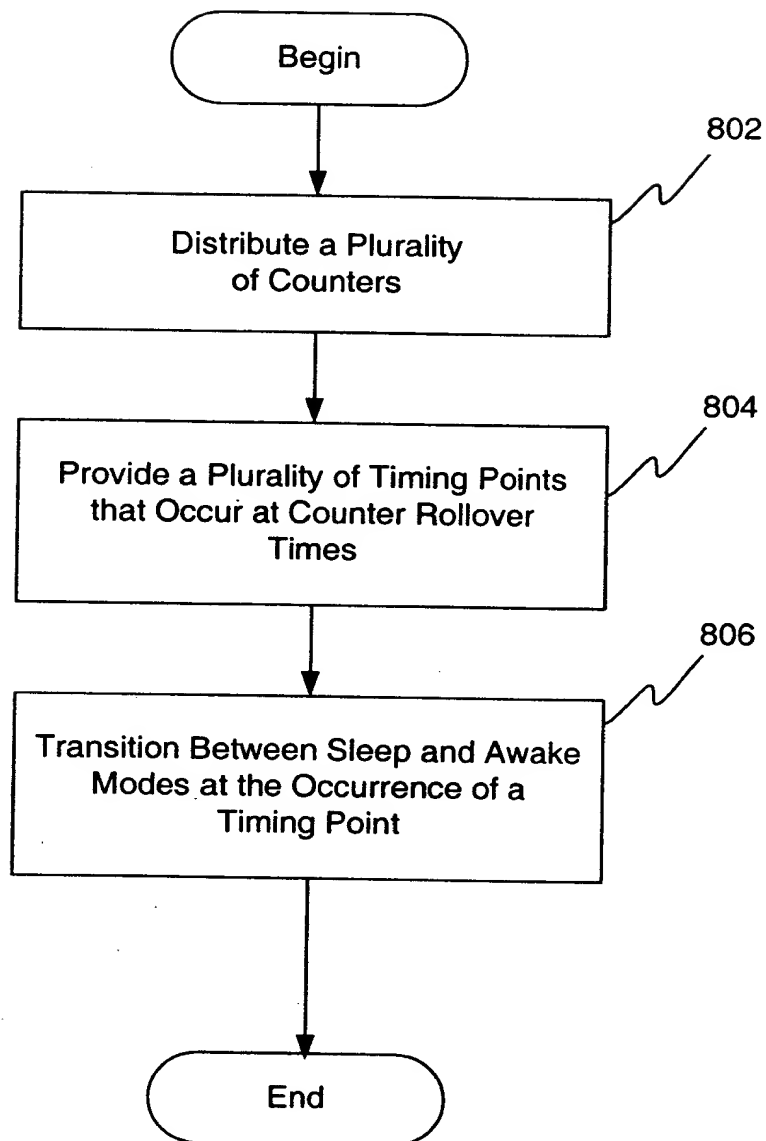 Begin
802
Distribute a Plurality
of Counters
804
Provide a Plurality of Timing Points
that Occur at Counter Rollover
Times
806
Transition Between Sleep and Awake
Modes at the Occurrence of a
Timing Point
End